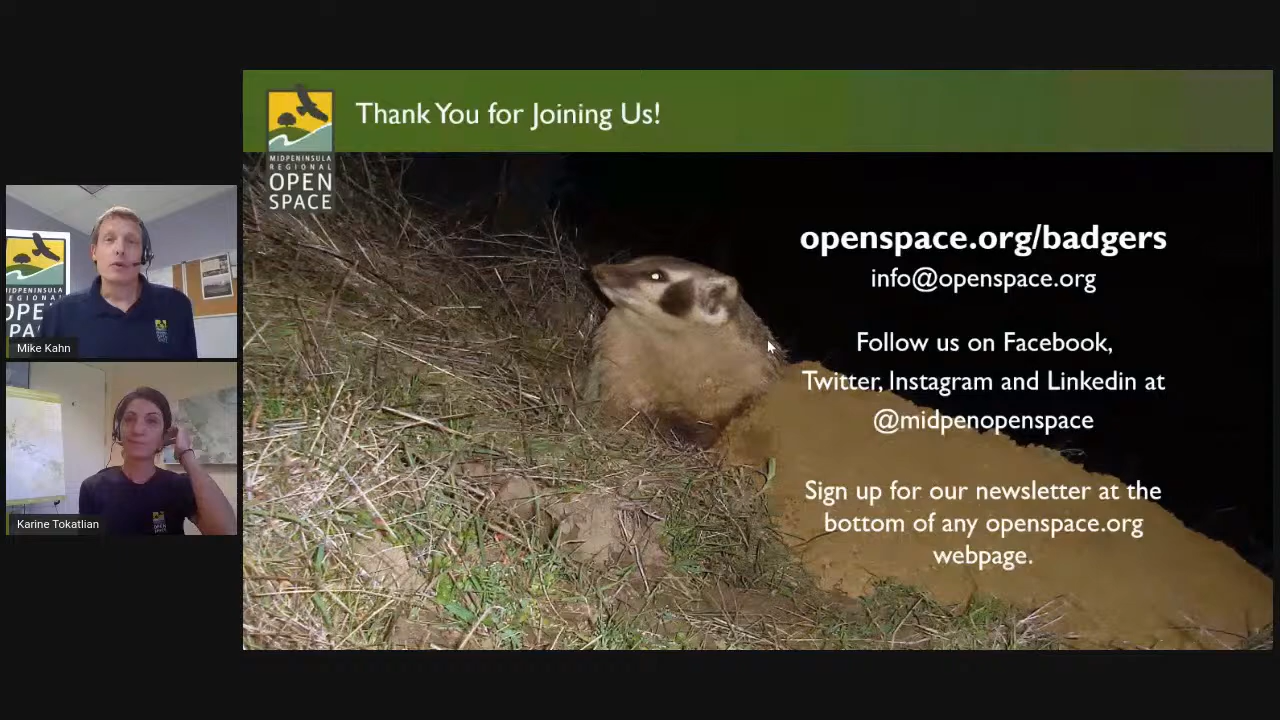 Thank You for Joining Us!
MIDPENINSULA
REGIONAL
OPEN
SPACE
openspace.org/badgers
info@openspace.org
Follow us on Facebook,
Twitter, Instagram and Linkedin at
@midpenopenspace
Sign up for our newsletter at the
bottom of any openspace.org
webpage.
REGIONAL
Mike Kahn
Karine Tokatlian